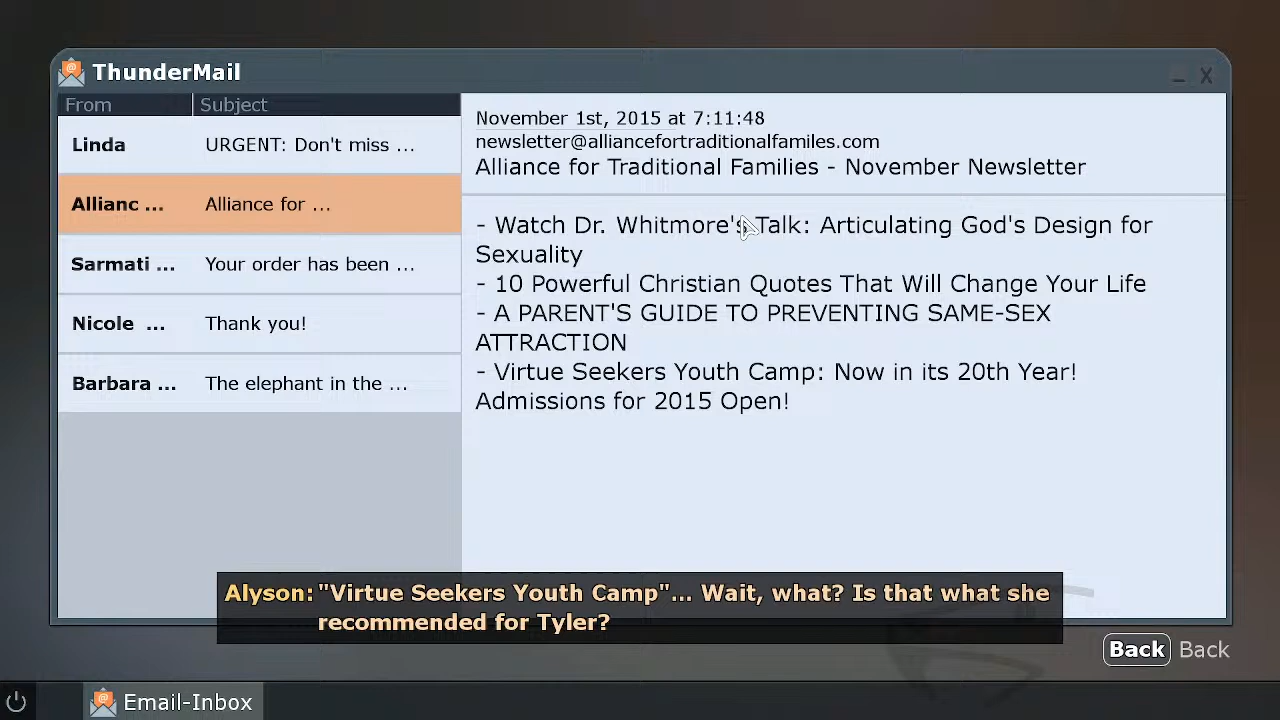 ThunderMail
From Subject
Linda URGENT: Don't miss ...
Allianc ... Alliance for ...
Sarmati ... Your order has been ...
Nicole ... Thank you!
Barbara ... The elephant in the ...
November 1st, 2015 at 7:11:48
newsletter@alliancefortraditionalfamiles.com
Alliance for Traditional Families - November Newsletter
- Watch Dr. Whitmore's Talk: Articulating God's Design for
Sexuality
- 10 Powerful Christian Quotes That Will Change Your Life
- A PARENT'S GUIDE TO PREVENTING SAME-SEX
ATTRACTION
- Virtue Seekers Youth Camp: Now in its 20th Year!
Admissions for 2015 Open!
Alyson: "Virtue Seekers Youth Camp"... Wait, what? Is that what she
recommended for Tyler?
Back Back
Email-Inbox